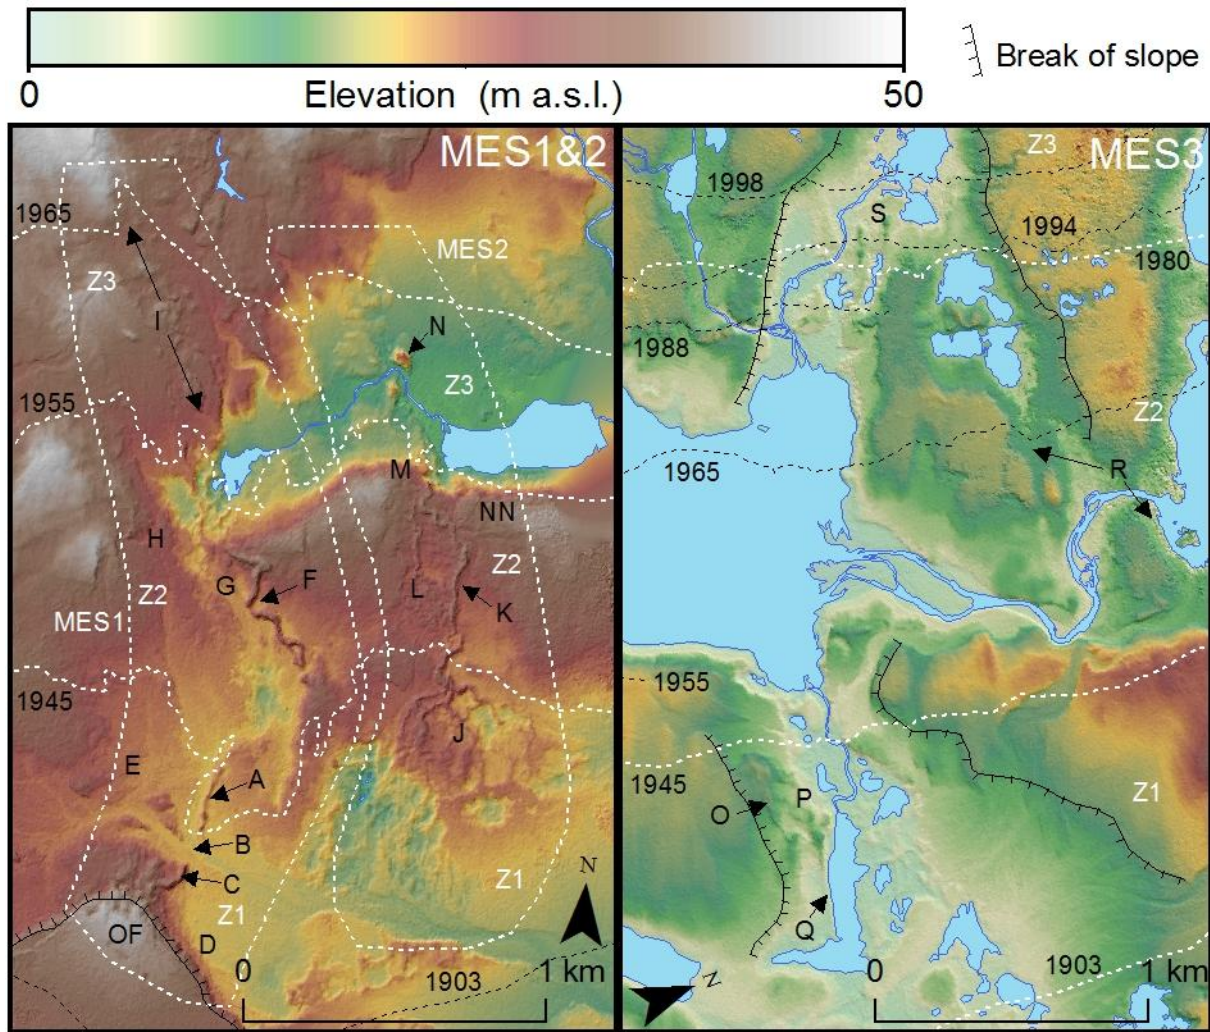 0 Elevation (m a.s.l.) 50
Break of slope
MES1&2
1965
Z3
MES2
I
N
Z3
1955
M
NN
H
G
F
L
Z2
K
Z2
MES1
1945
E
A
J
B
C
Z1
Z1
OF
D
N
0
1 km
1903
MES3
Z3
1998
S
1994
1980
1988
Z2
1965
R
1955
1945
O
P
Z1
Q
N
0
1 km
1903